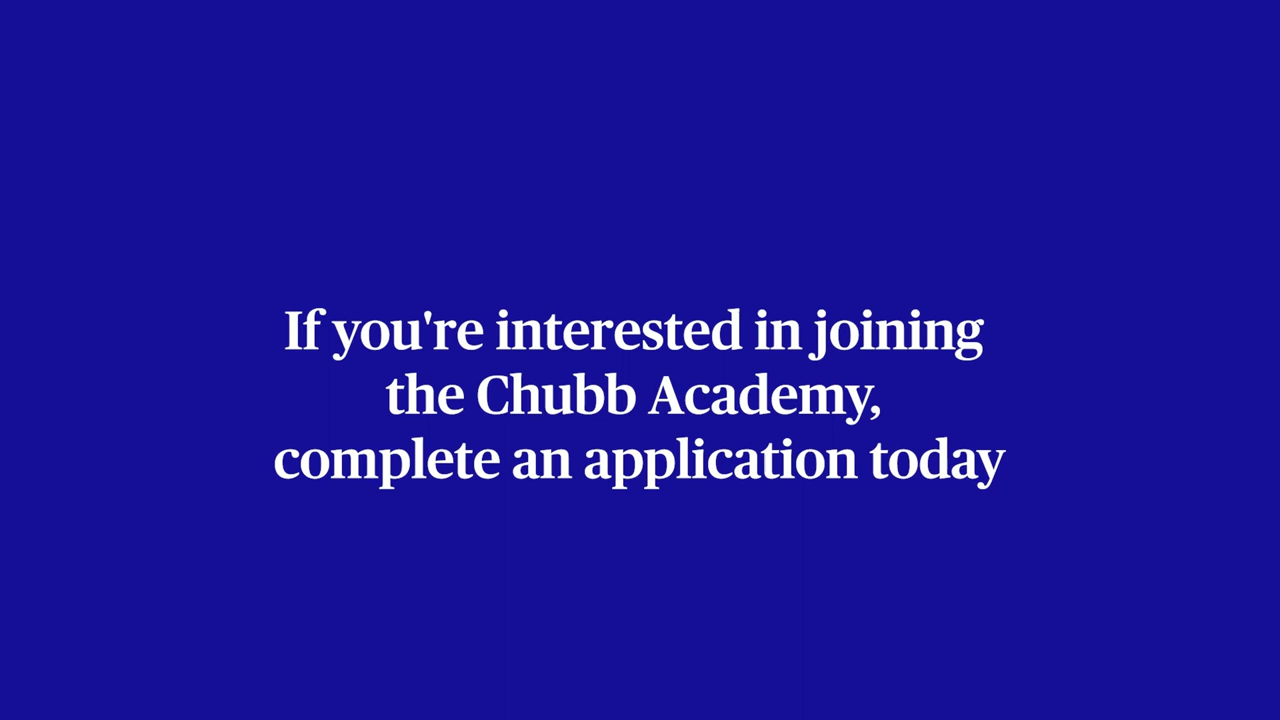 If you're interested in joining
the Chubb Academy,
complete an application today